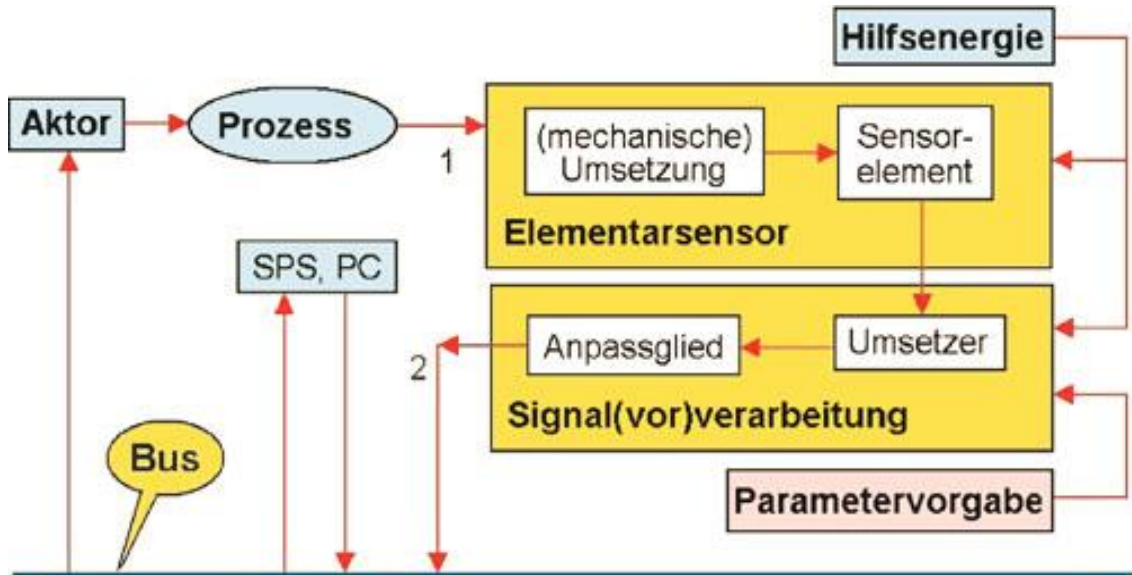 Hilfsenergie
Aktor
Prozess
1
(mechanische)
Umsetzung
Sensor-
element
Elementarsensor
SPS, PC
2
Anpassglied
Umsetzer
Signal(vor)verarbeitung
Bus
Parametervorgabe